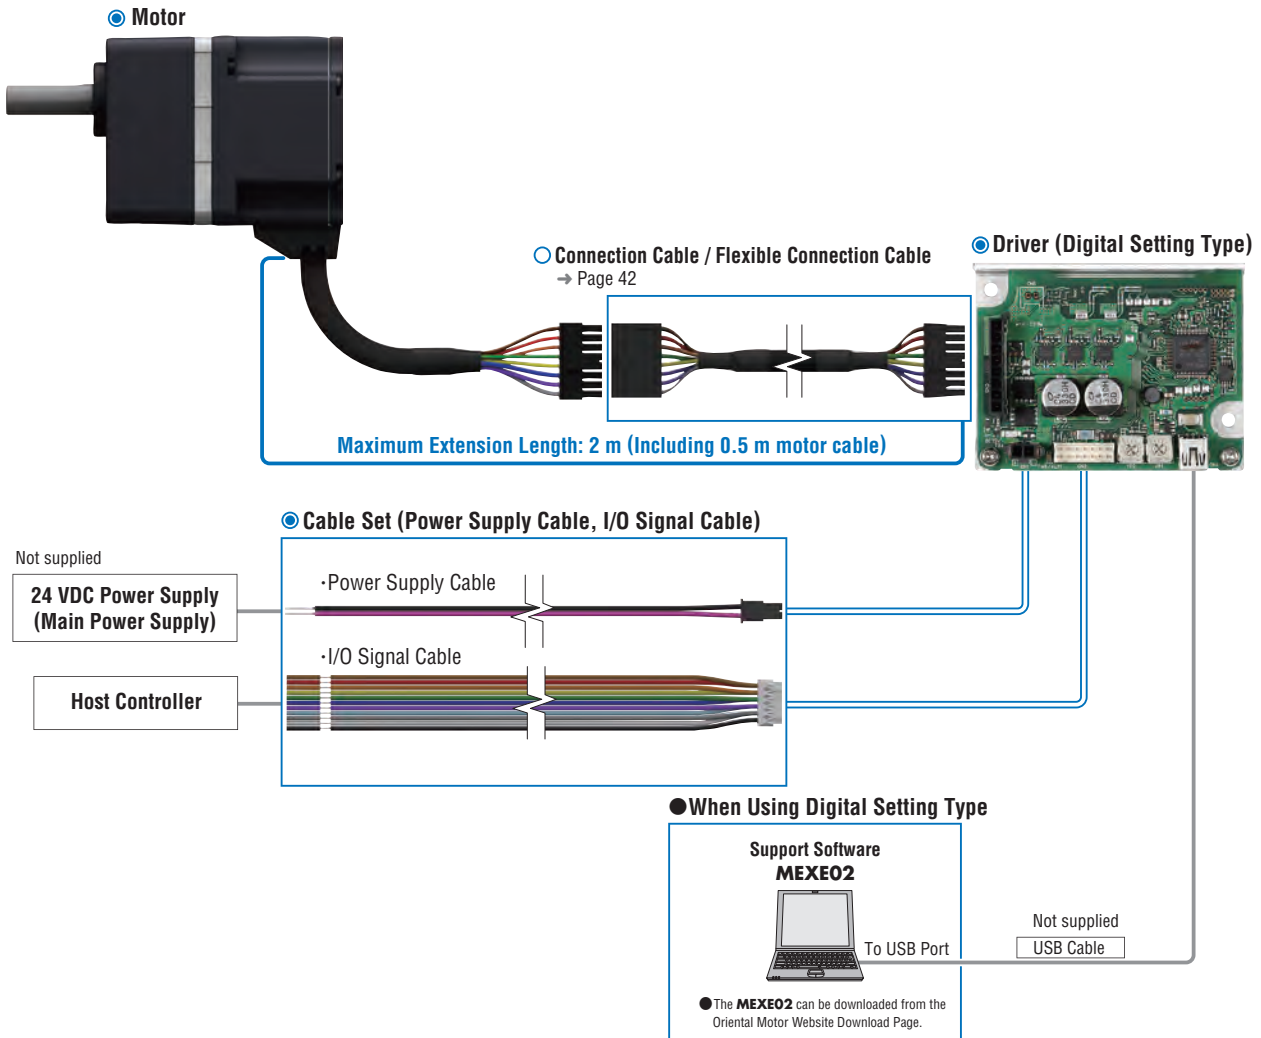 Motor
Driver (Digital Setting Type)
Connection Cable / Flexible Connection Cable
→ Page 42
Maximum Extension Length: 2 m (Including 0.5 m motor cable)
Cable Set (Power Supply Cable, I/O Signal Cable)
Not supplied
24 VDC Power Supply
(Main Power Supply)
·Power Supply Cable
·I/O Signal Cable
Host Controller
●When Using Digital Setting Type
Support Software
MEXE02
To USB Port
Not supplied
USB Cable
●The MEXE02 can be downloaded from the
Oriental Motor Website Download Page.